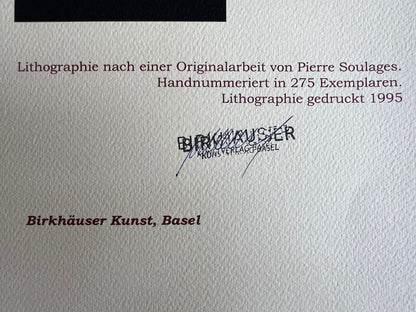 Lithographie nach einer Originalarbeit von Pierre Soulages.
Handnummeriert in 275 Exemplaren.
Lithographie gedruckt 1995
BIRKHÄUSER
KUNSTVERLAG BASEL
Birkhäuser Kunst, Basel